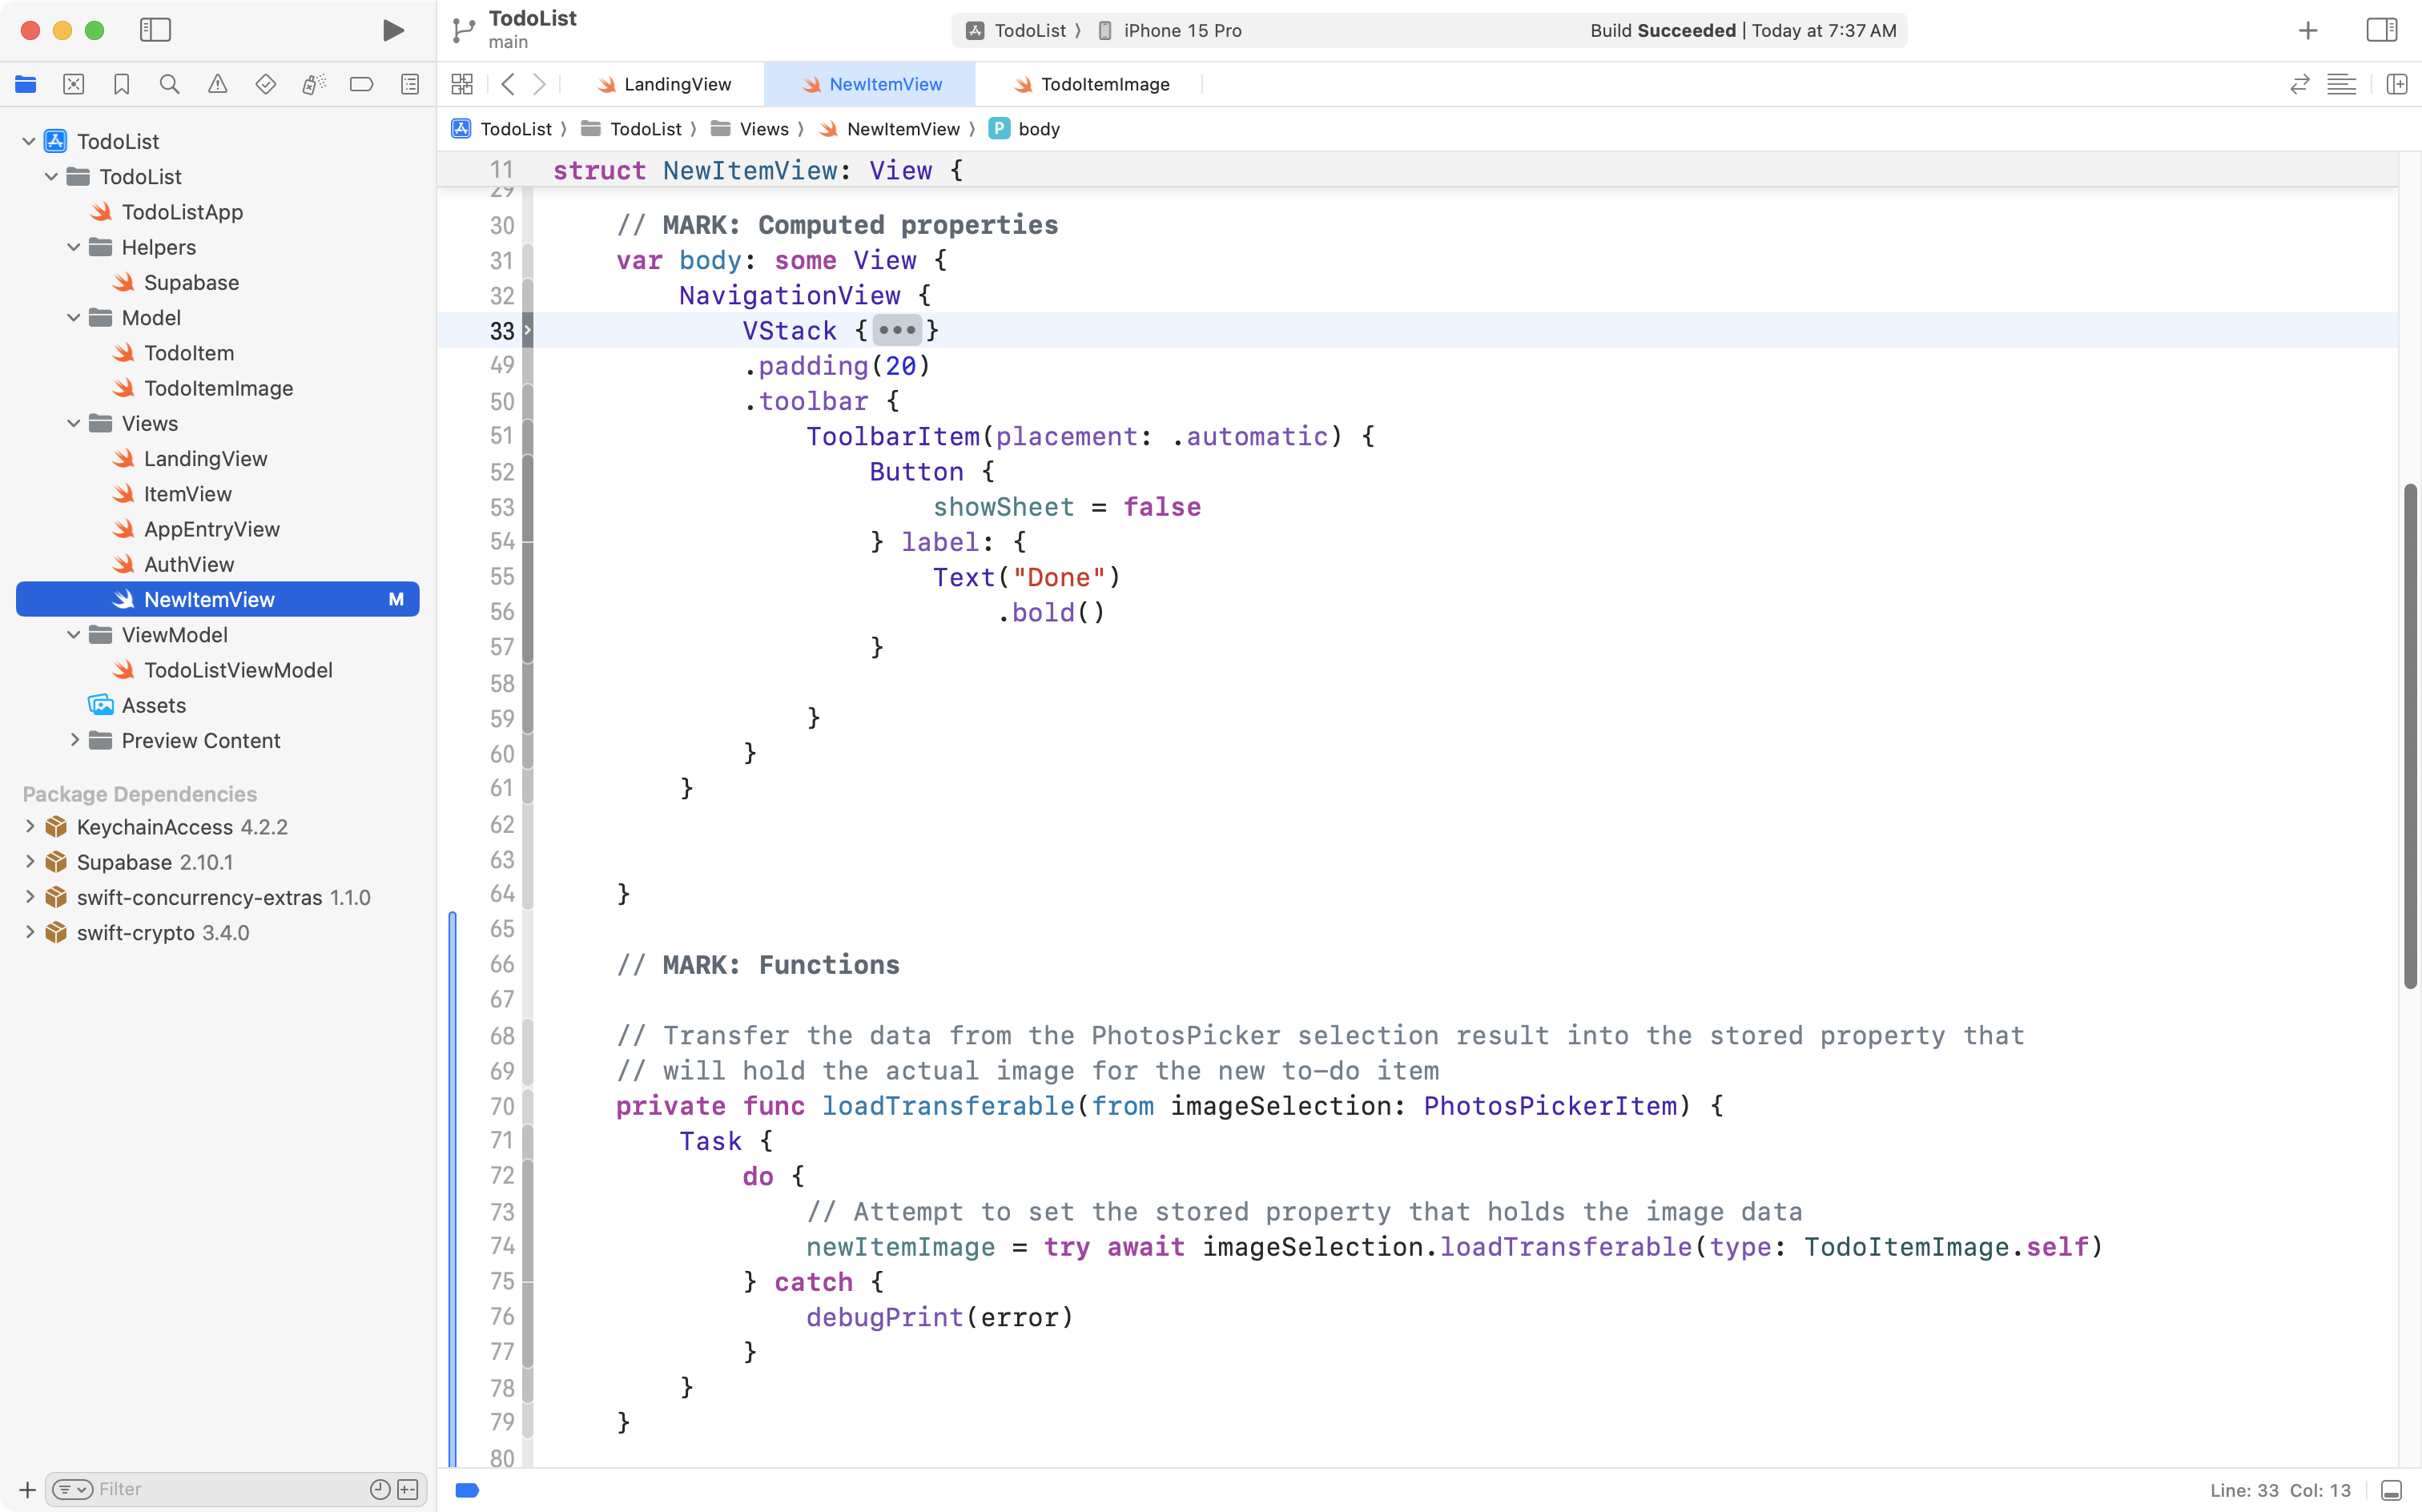 TodoList
main
TodoList 〉 iPhone 15 Pro
Build Succeeded | Today at 7:37 AM
LandingView
NewItemView
TodoItemImage
TodoList 〉 TodoList 〉 Views 〉 NewItemView 〉 P body
TodoList
TodoList
TodoListApp
Helpers
Supabase
Model
TodoItem
TodoItemImage
Views
LandingView
ItemView
AppEntryView
AuthView
NewItemView M
ViewModel
TodoListViewModel
Assets
Preview Content
Package Dependencies
KeychainAccess 4.2.2
Supabase 2.10.1
swift-concurrency-extras 1.1.0
swift-crypto 3.4.0
Filter
11 struct NewItemView: View {
29
30 // MARK: Computed properties
31 var body: some View {
32 NavigationView {
33 VStack {•••}
49 .padding(20)
50 .toolbar {
51 ToolbarItem(placement: .automatic) {
52 Button {
53 showSheet = false
54 } label: {
55 Text("Done")
56 .bold()
57 }
58
59 }
60 }
61 }
62
63
64 }
65
66 // MARK: Functions
67
68 // Transfer the data from the PhotosPicker selection result into the stored property that
69 // will hold the actual image for the new to-do item
70 private func loadTransferable(from imageSelection: PhotosPickerItem) {
71 Task {
72 do {
73 // Attempt to set the stored property that holds the image data
74 newItemImage = try await imageSelection.loadTransferable(type: TodoItemImage.self)
75 } catch {
76 debugPrint(error)
77 }
78 }
79 }
80
Line: 33 Col: 13